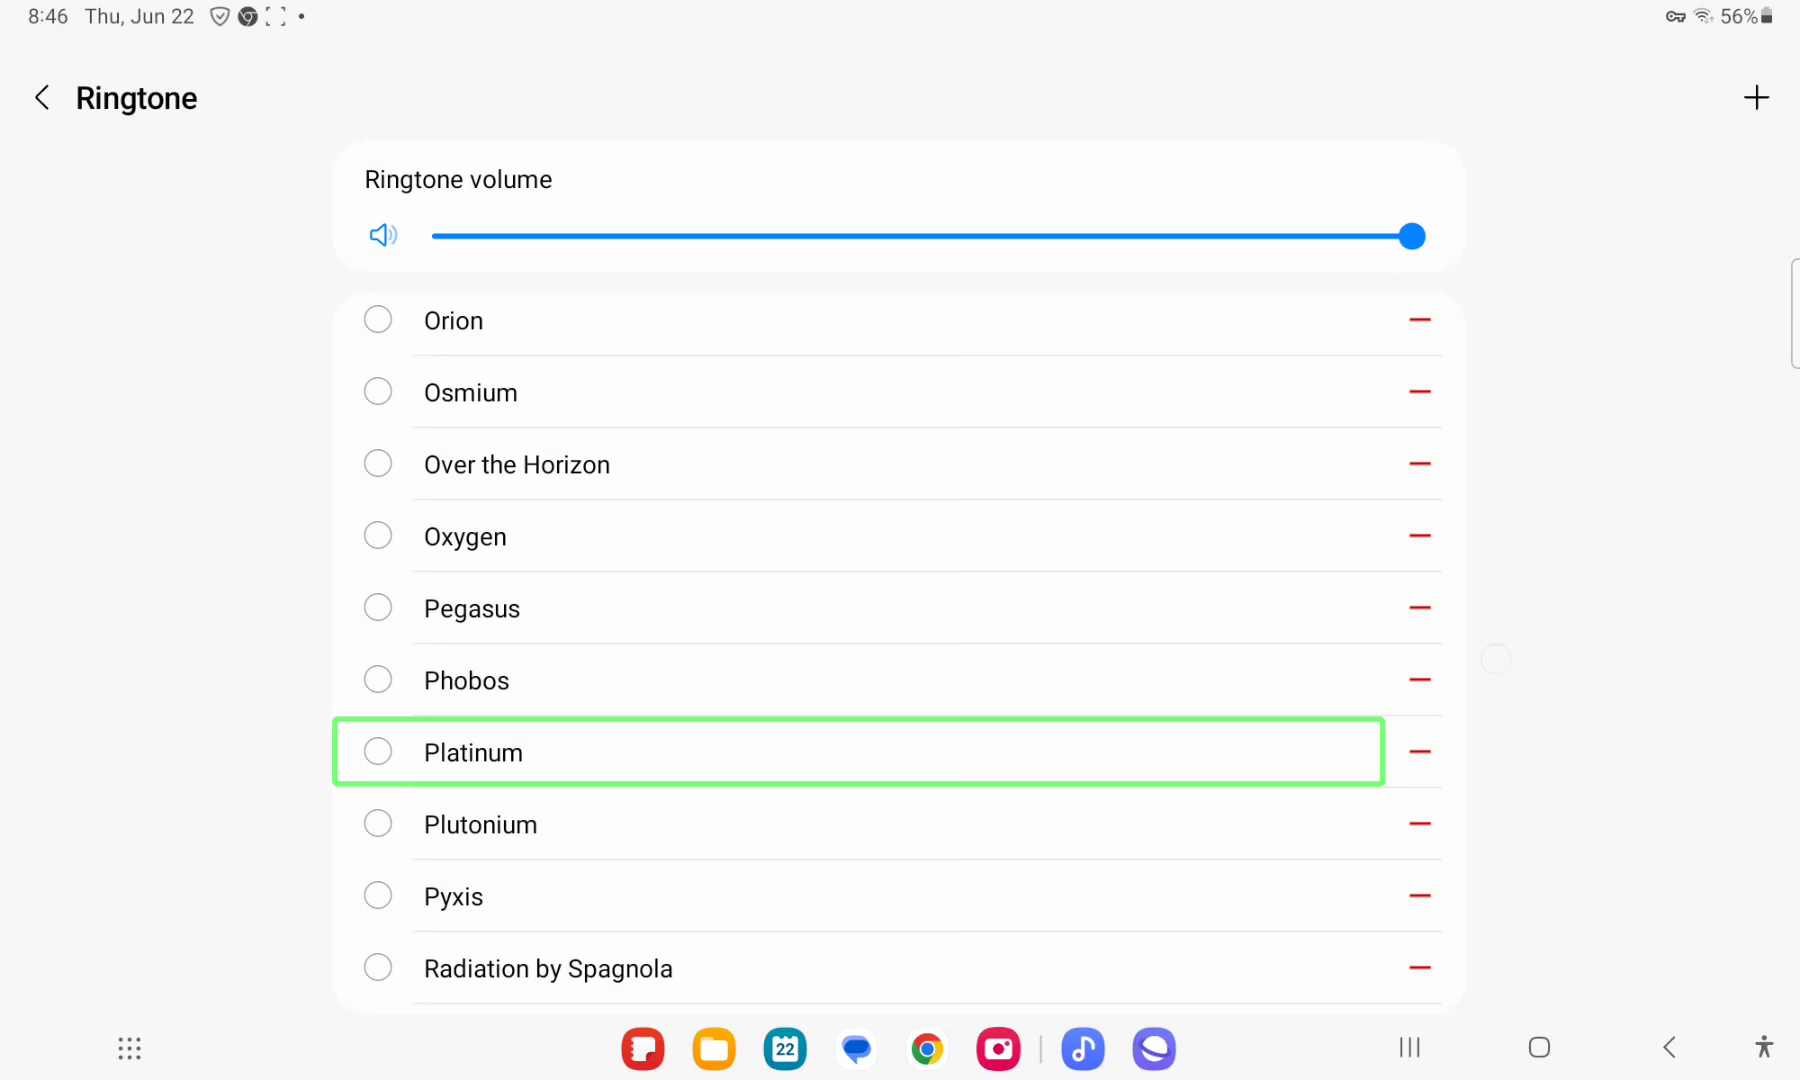 8:46 Thu, Jun 22
56%
Ringtone
Ringtone volume
Orion
Osmium
Over the Horizon
Oxygen
Pegasus
Phobos
Platinum
Plutonium
Pyxis
Radiation by Spagnola
22